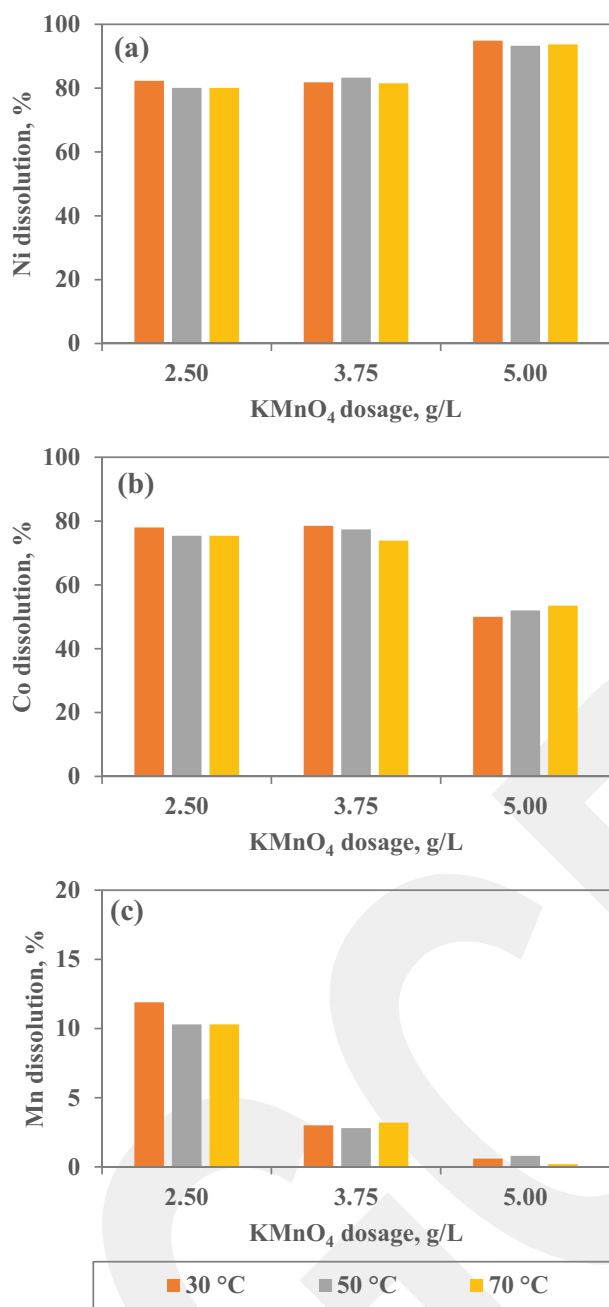 (a)
Ni dissolution, %
100
80
60
40
20
0
2.50 3.75 5.00
KMnO₄ dosage, g/L
(b)
Co dissolution, %
100
80
60
40
20
0
2.50 3.75 5.00
KMnO₄ dosage, g/L
(c)
Mn dissolution, %
20
15
10
5
0
2.50 3.75 5.00
KMnO₄ dosage, g/L
30 °C 50 °C 70 °C